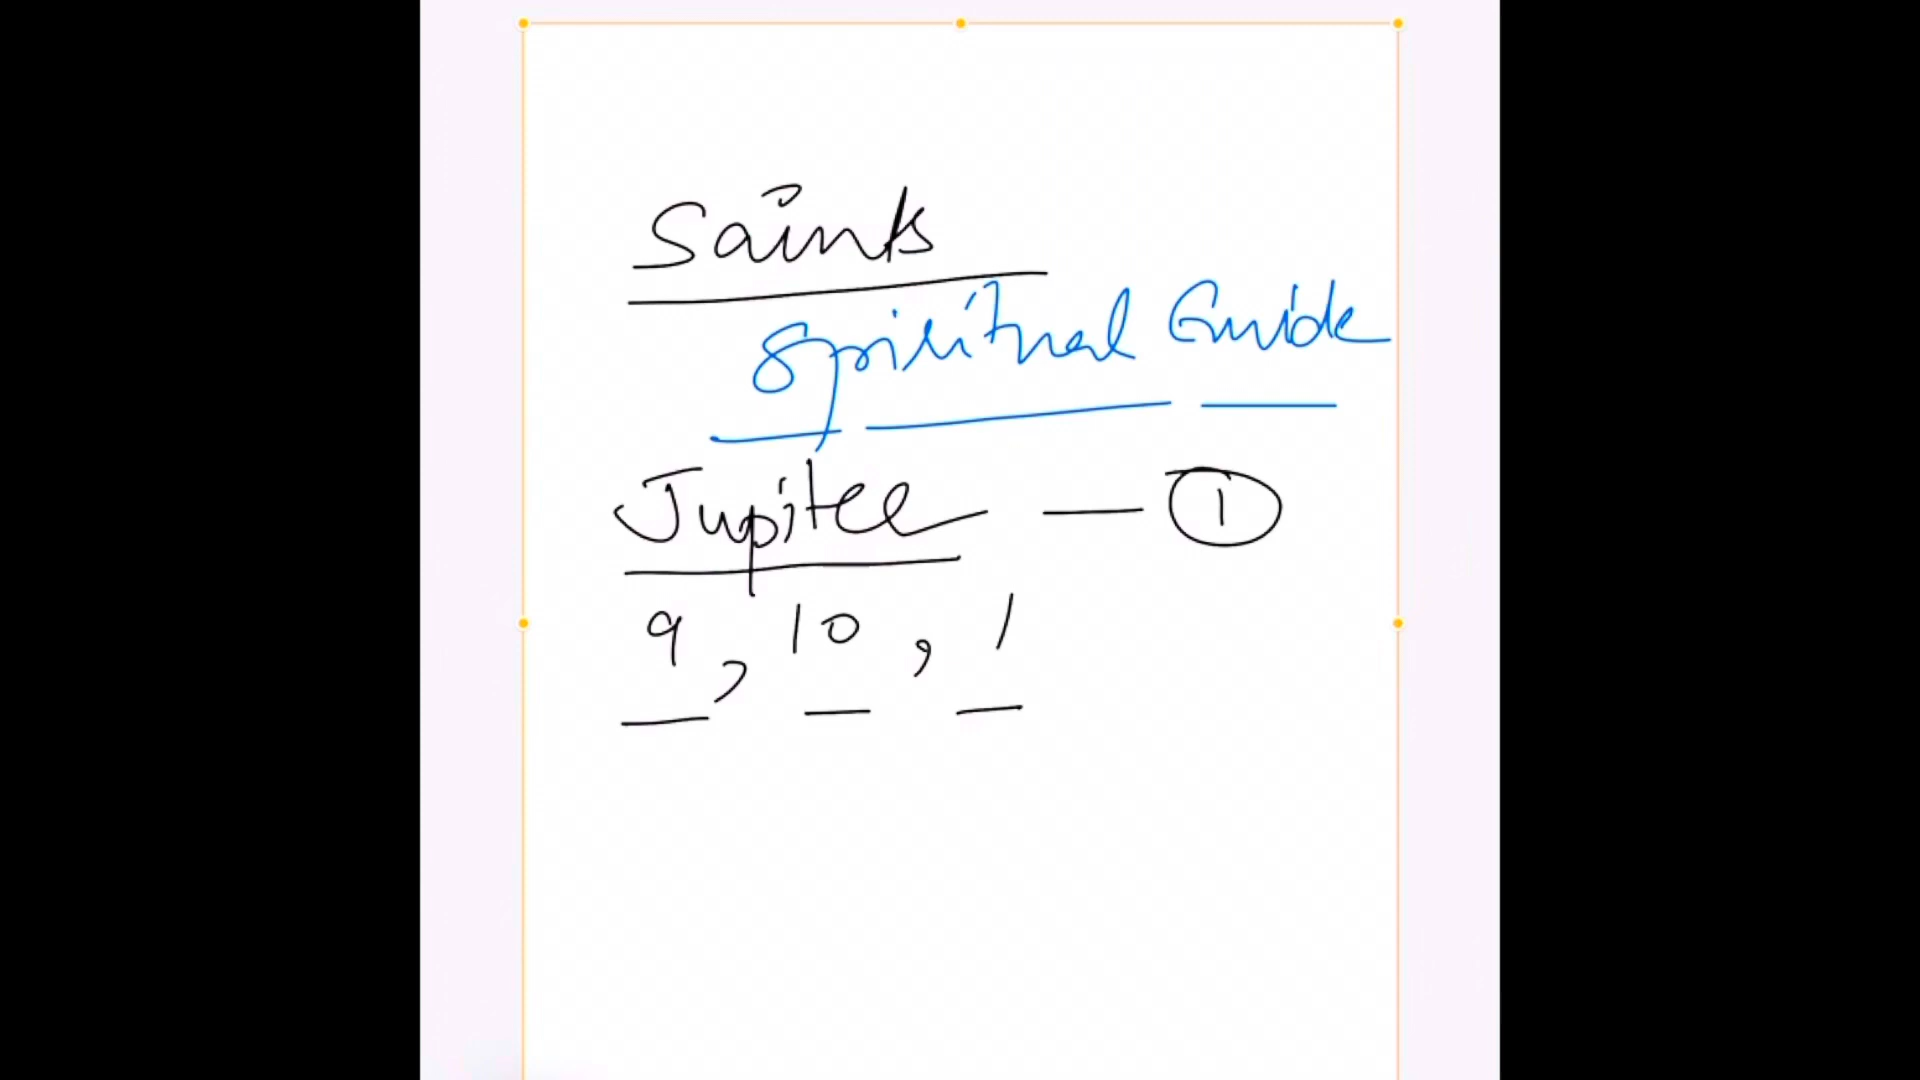 Saints
Spiritual Guide
Jupiter — 1
9, 10, 1